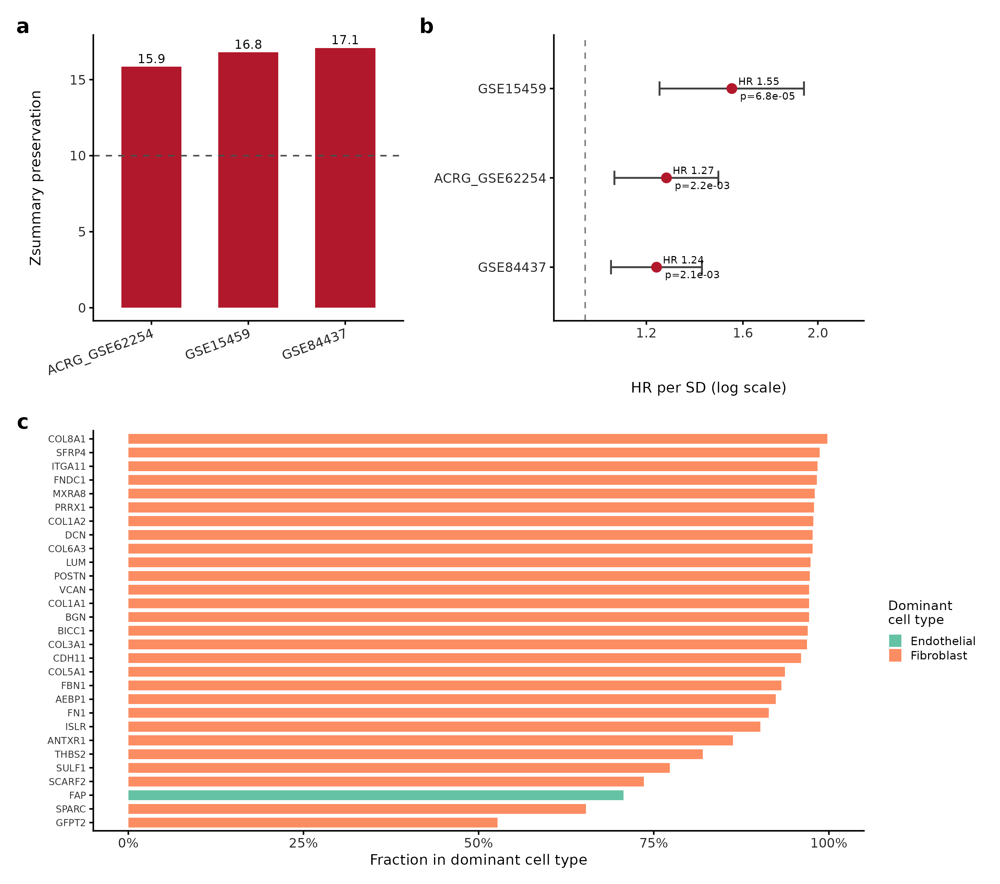 a
15.9
16.8
17.1
15
10
5
0
Zsummary preservation
ACRG_GSE62254
GSE15459
GSE84437
b
GSE15459
ACRG_GSE62254
GSE84437
HR 1.55
p=6.8e-05
HR 1.27
p=2.2e-03
HR 1.24
p=2.1e-03
1.2
1.6
2.0
HR per SD (log scale)
c
COL8A1
SFRP4
ITGA11
FNDC1
MXRA8
PRRX1
COL1A2
DCN
COL6A3
LUM
POSTN
VCAN
COL1A1
BGN
BICC1
COL3A1
CDH11
COL5A1
FBN1
AEBP1
FN1
ISLR
ANTXR1
THBS2
SULF1
SCARF2
FAP
SPARC
GFPT2
0%
25%
50%
75%
100%
Fraction in dominant cell type
Dominant
cell type
Endothelial
Fibroblast